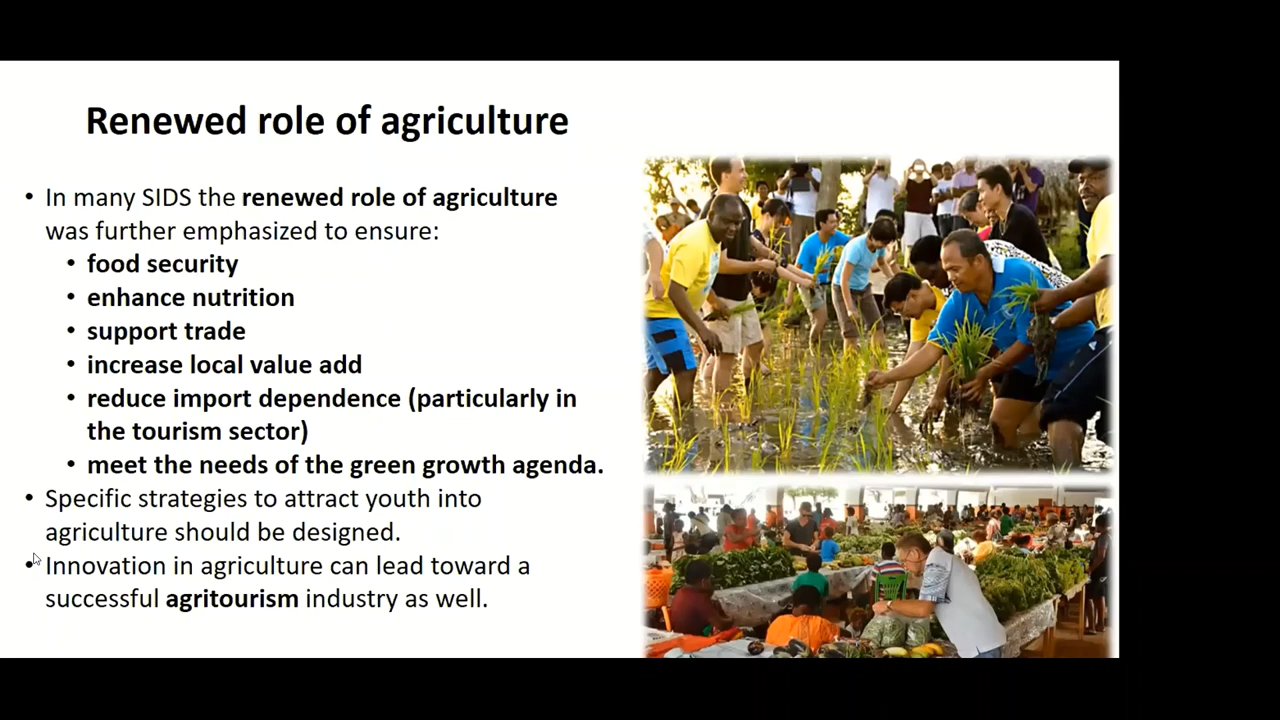 Renewed role of agriculture
• In many SIDS the renewed role of agriculture
was further emphasized to ensure:
• food security
• enhance nutrition
• support trade
• increase local value add
• reduce import dependence (particularly in
the tourism sector)
• meet the needs of the green growth agenda.
• Specific strategies to attract youth into
agriculture should be designed.
• Innovation in agriculture can lead toward a
successful agritourism industry as well.